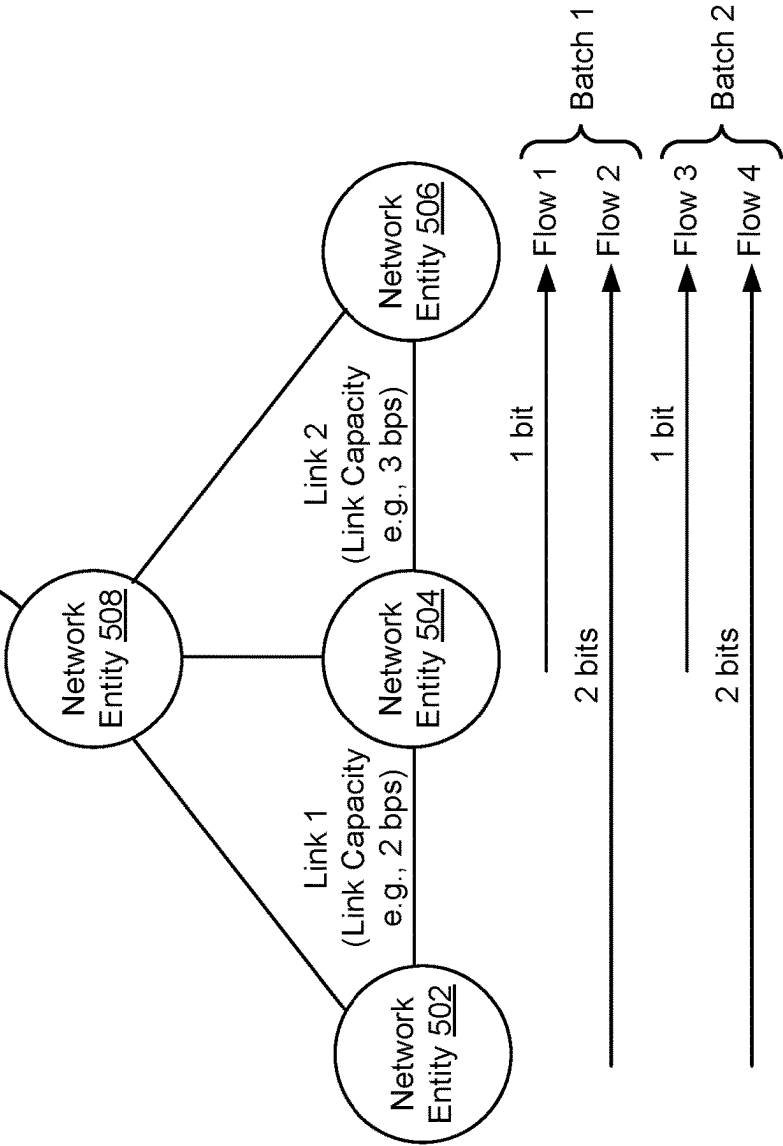 Network
Entity 508
Link 1
(Link Capacity
e.g., 2 bps)
Link 2
(Link Capacity
e.g., 3 bps)
Network
Entity 502
Network
Entity 504
Network
Entity 506
1 bit
Flow 1
2 bits
Flow 2
Batch 1
1 bit
Flow 3
2 bits
Flow 4
Batch 2